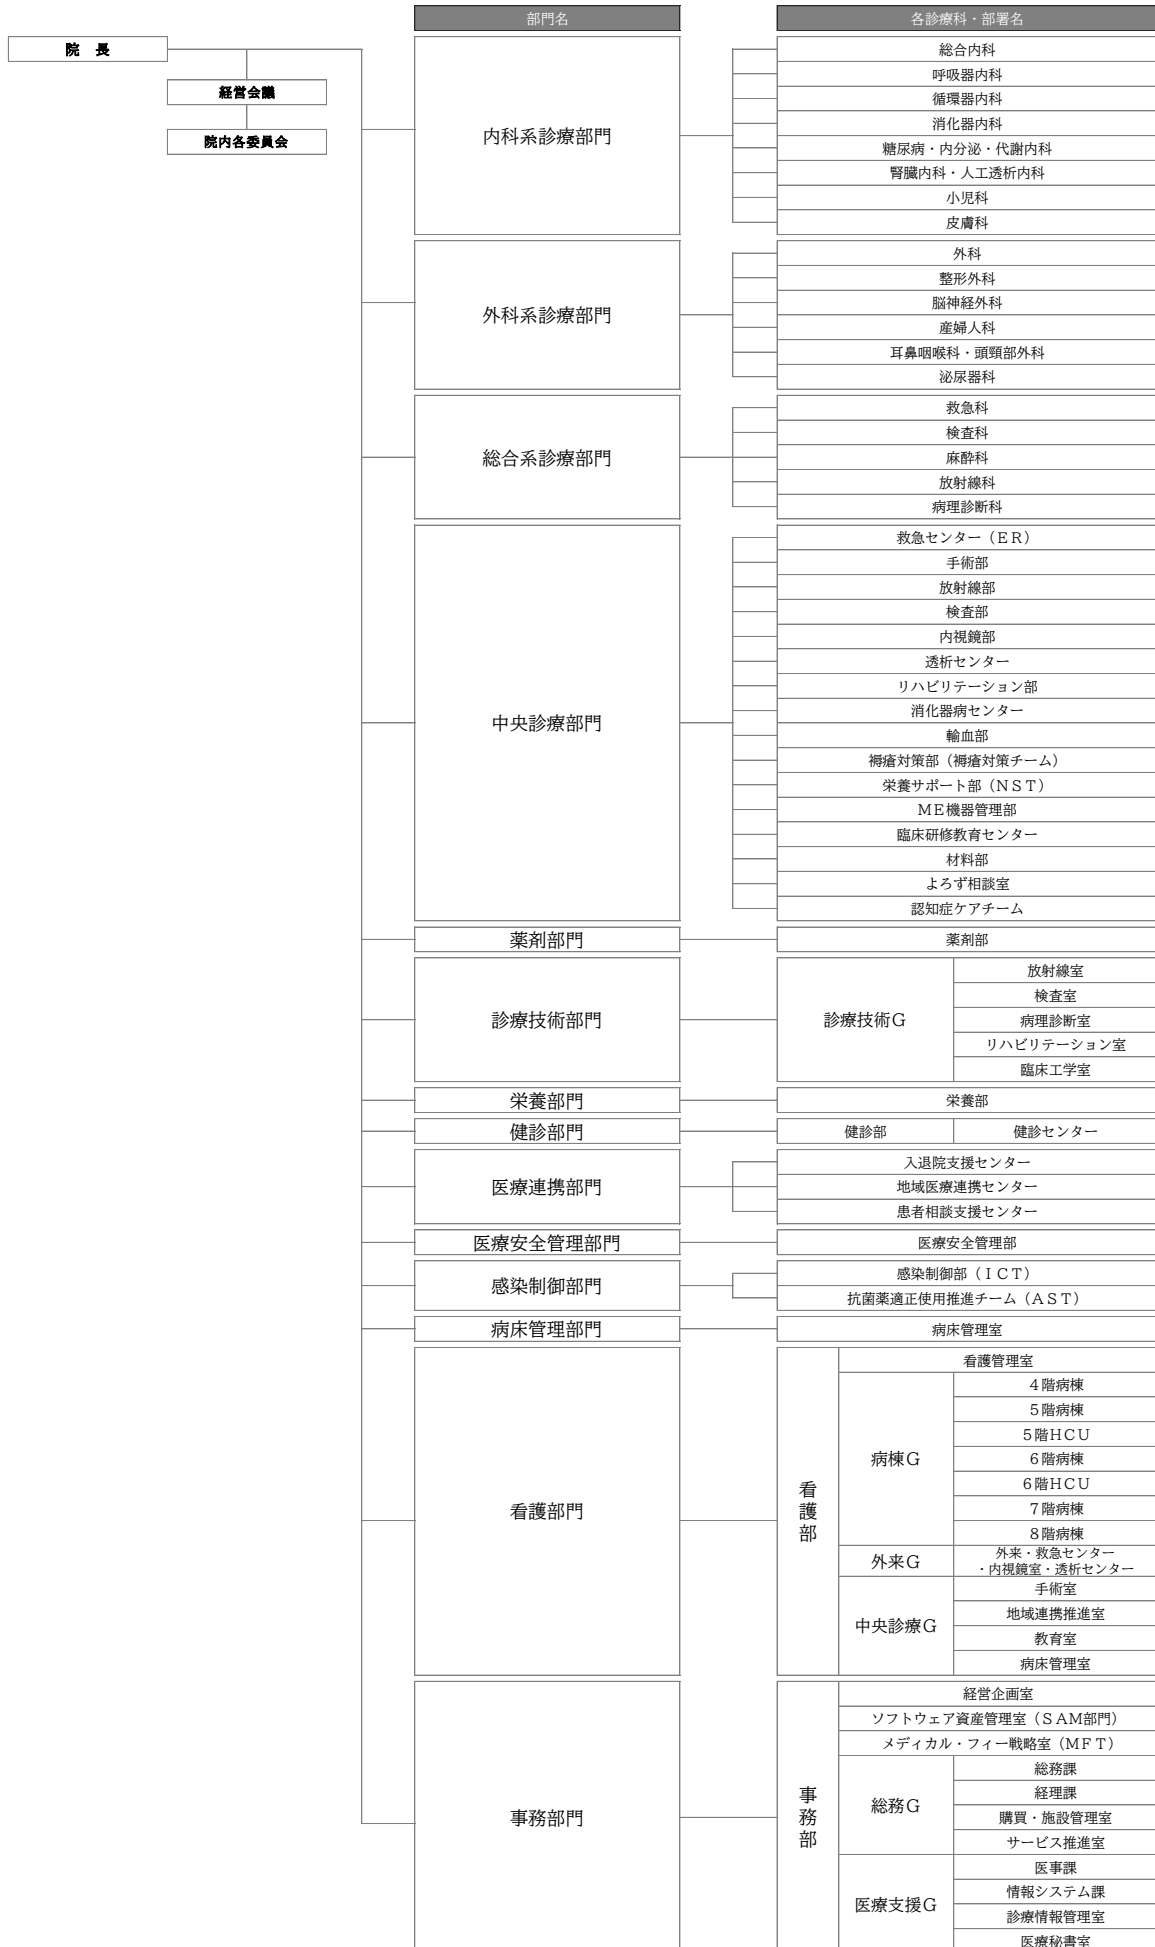 部門名
各診療科・部署名
院　長
経営会議
院内各委員会
内科系診療部門
総合内科
呼吸器内科
循環器内科
消化器内科
糖尿病・内分泌・代謝内科
腎臓内科・人工透析内科
小児科
皮膚科
外科系診療部門
外科
整形外科
脳神経外科
産婦人科
耳鼻咽喉科・頭頸部外科
泌尿器科
総合系診療部門
救急科
検査科
麻酔科
放射線科
病理診断科
中央診療部門
救急センター（ＥＲ）
手術部
放射線部
検査部
内視鏡部
透析センター
リハビリテーション部
消化器病センター
輸血部
褥瘡対策部（褥瘡対策チーム）
栄養サポート部（ＮＳＴ）
ＭＥ機器管理部
臨床研修教育センター
材料部
よろず相談室
認知症ケアチーム
薬剤部門
薬剤部
診療技術部門
診療技術Ｇ
放射線室
検査室
病理診断室
リハビリテーション室
臨床工学室
栄養部門
栄養部
健診部門
健診部
健診センター
医療連携部門
入退院支援センター
地域医療連携センター
患者相談支援センター
医療安全管理部門
医療安全管理部
感染制御部門
感染制御部（ＩＣＴ）
抗菌薬適正使用推進チーム（ＡＳＴ）
病床管理部門
病床管理室
看護部門
看護部
看護管理室
病棟Ｇ
４階病棟
５階病棟
５階ＨＣＵ
６階病棟
６階ＨＣＵ
７階病棟
８階病棟
外来Ｇ
外来・救急センター
・内視鏡室・透析センター
中央診療Ｇ
手術室
地域連携推進室
教育室
病床管理室
事務部門
事務部
経営企画室
ソフトウェア資産管理室（ＳＡＭ部門）
メディカル・フィー戦略室（ＭＦＴ）
総務Ｇ
総務課
経理課
購買・施設管理室
サービス推進室
医療支援Ｇ
医事課
情報システム課
診療情報管理室
医療秘書室